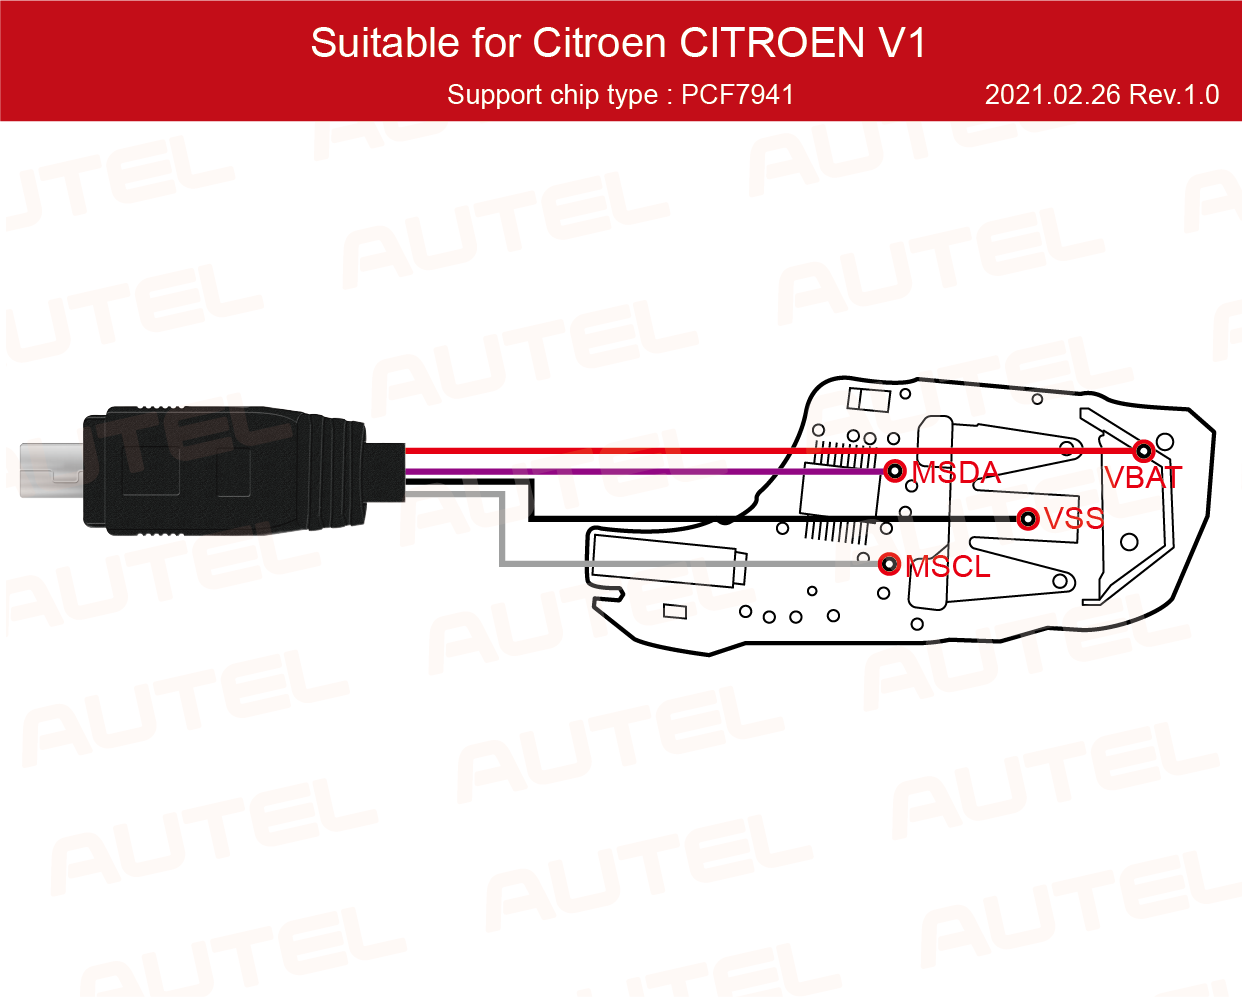 Suitable for Citroen CITROEN V1
Support chip type : PCF7941
2021.02.26 Rev.1.0
MSDA
VBAT
VSS
MSCL
AUTEL